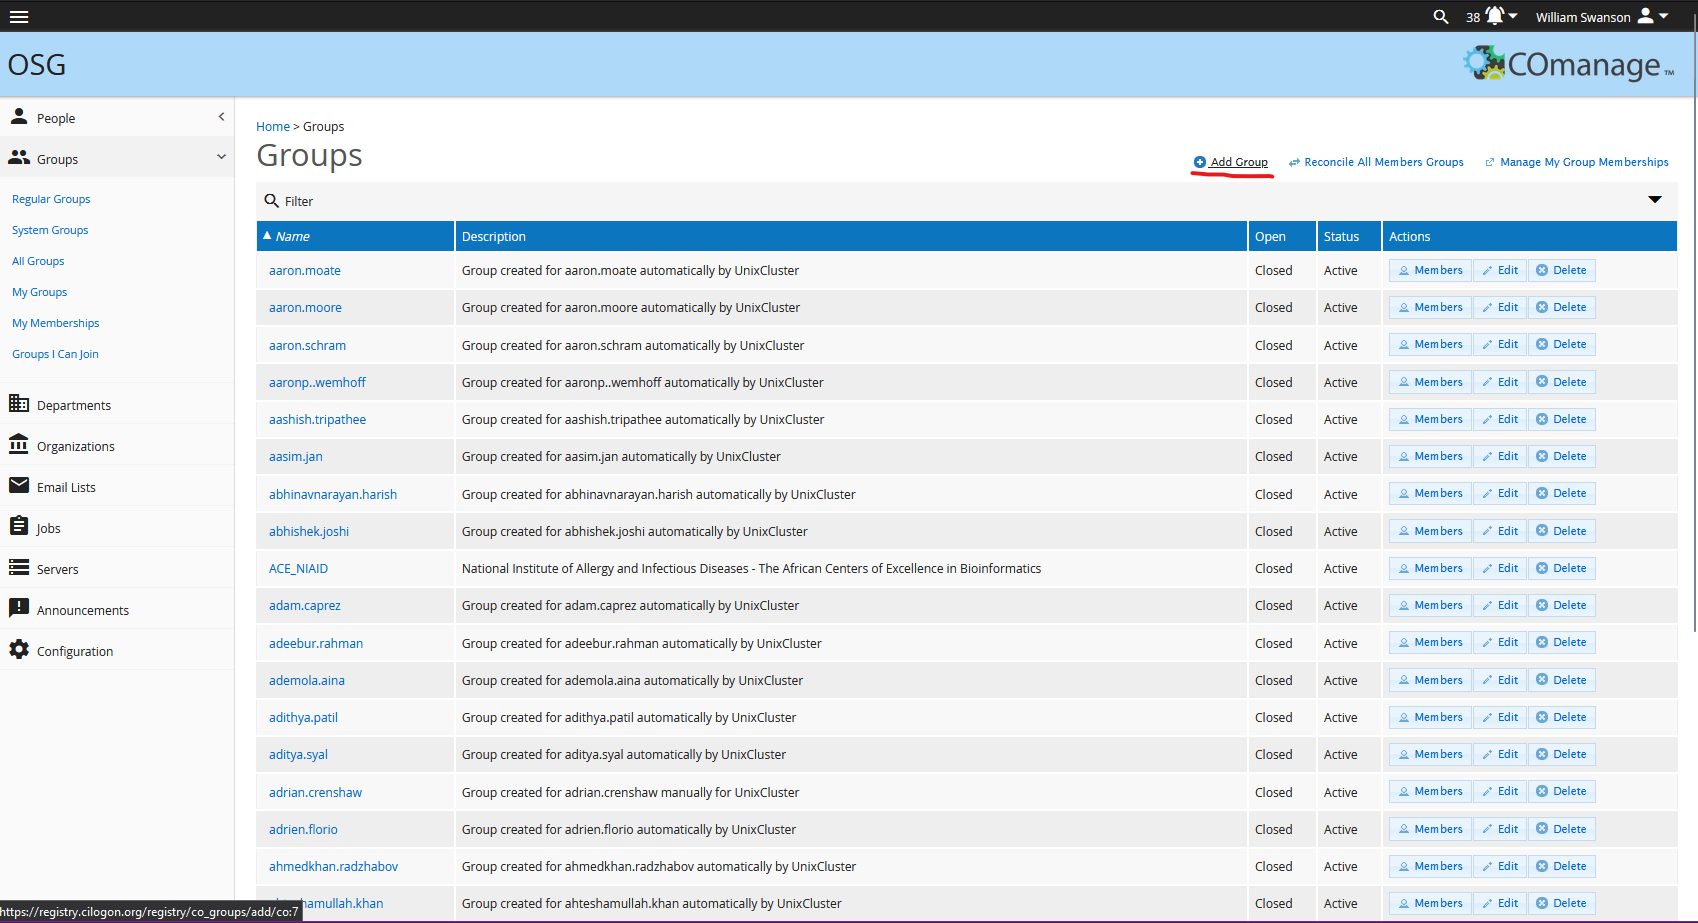 38 William Swanson
OSG
COmanage TM
People
Groups
Regular Groups
System Groups
All Groups
My Groups
My Memberships
Groups I Can Join
Departments
Organizations
Email Lists
Jobs
Servers
Announcements
Configuration
Home > Groups
Groups
Add Group Reconcile All Members Groups Manage My Group Memberships
Filter
Name Description Open Status Actions
aaron.moate Group created for aaron.moate automatically by UnixCluster Closed Active Members Edit Delete
aaron.moore Group created for aaron.moore automatically by UnixCluster Closed Active Members Edit Delete
aaron.schram Group created for aaron.schram automatically by UnixCluster Closed Active Members Edit Delete
aaronp..wemhoff Group created for aaronp..wemhoff automatically by UnixCluster Closed Active Members Edit Delete
aashish.tripathee Group created for aashish.tripathee automatically by UnixCluster Closed Active Members Edit Delete
aasim.jan Group created for aasim.jan automatically by UnixCluster Closed Active Members Edit Delete
abhinavnarayan.harish Group created for abhinavnarayan.harish automatically by UnixCluster Closed Active Members Edit Delete
abhishek.joshi Group created for abhishek.joshi automatically by UnixCluster Closed Active Members Edit Delete
ACE_NIAID National Institute of Allergy and Infectious Diseases - The African Centers of Excellence in Bioinformatics Closed Active Members Edit Delete
adam.caprez Group created for adam.caprez automatically by UnixCluster Closed Active Members Edit Delete
adeebur.rahman Group created for adeebur.rahman automatically by UnixCluster Closed Active Members Edit Delete
ademola.aina Group created for ademola.aina automatically by UnixCluster Closed Active Members Edit Delete
adithya.patil Group created for adithya.patil automatically by UnixCluster Closed Active Members Edit Delete
aditya.syal Group created for aditya.syal automatically by UnixCluster Closed Active Members Edit Delete
adrian.crenshaw Group created for adrian.crenshaw manually for UnixCluster Closed Active Members Edit Delete
adrien.florio Group created for adrien.florio automatically by UnixCluster Closed Active Members Edit Delete
ahmedkhan.radzhabov Group created for ahmedkhan.radzhabov automatically by UnixCluster Closed Active Members Edit Delete
Group created for ahteshamullah.khan automatically by UnixCluster Closed Active Members Edit Delete
https://registry.cilogon.org/registry/co_groups/add/co:7